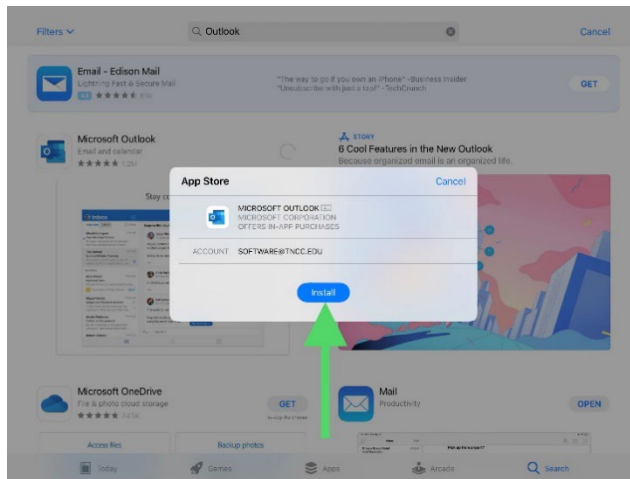 Filters
Outlook
Cancel
Email - Edison Mail
Lightning Fast & Secure Mail
"The way to go if you own an iPhone" -Business Insider
"Unsubscribe with just a tap!" -TechCrunch
GET
Microsoft Outlook
Email and calendar
STORY
6 Cool Features in the New Outlook
Because organized email is an organized life.
App Store
Cancel
MICROSOFT OUTLOOK
MICROSOFT CORPORATION
OFFERS IN-APP PURCHASES
ACCOUNT SOFTWARE@TNCC.EDU
Install
Microsoft OneDrive
File & photo cloud storage
GET
Mail
Productivity
OPEN
Access files
Backup photos
Today
Games
Apps
Arcade
Search